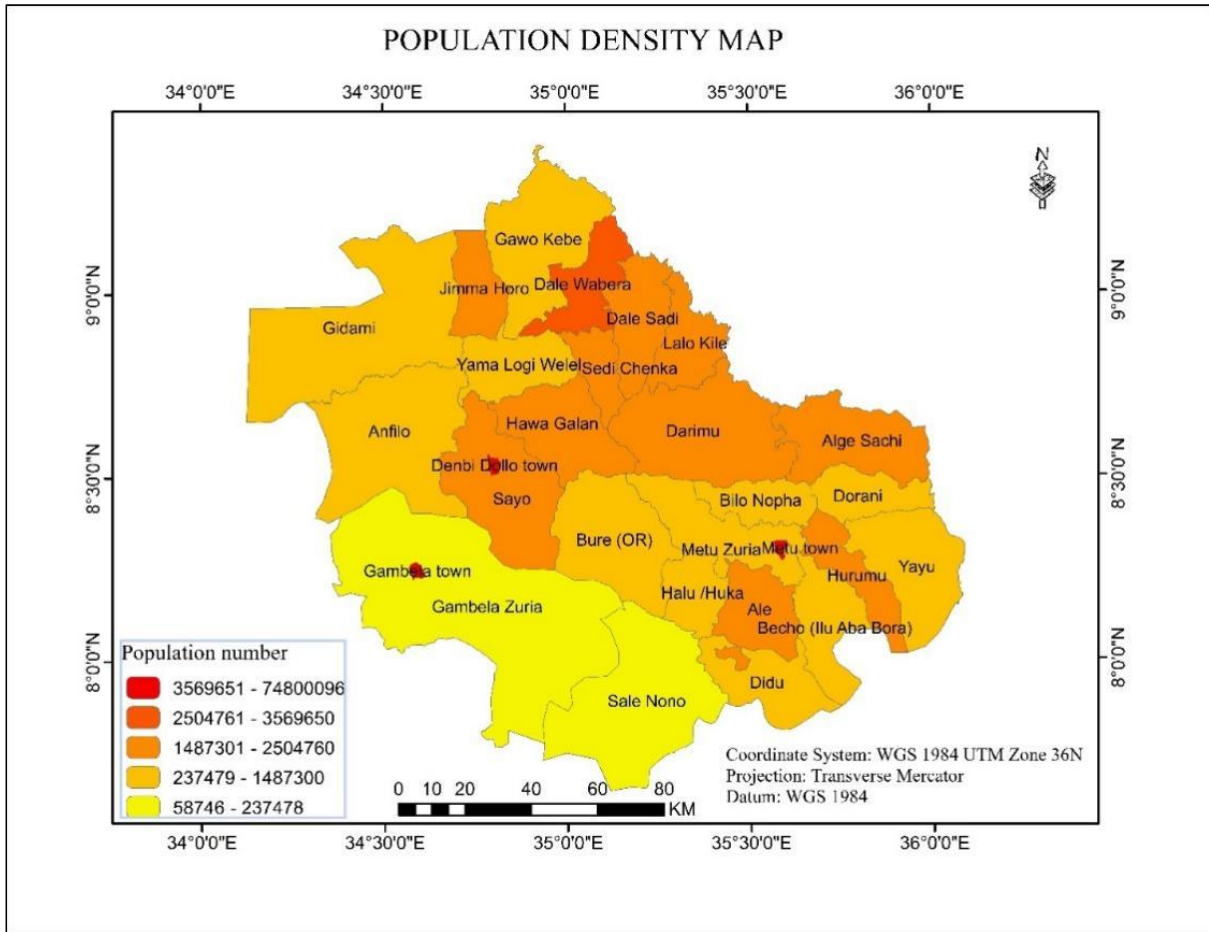 POPULATION DENSITY MAP
34°0'0"E 34°30'0"E 35°0'0"E 35°30'0"E 36°0'0"E
N
Gawo Kebe
Jimma Horo
Dale Wabera
9°0'0"N
9°0'0"N
Dale Sadi
Gidami
Lalo Kile
Yama Logi Welel
Sedi Chenka
Hawa Galan
Anfilo
Darimu
Alge Sachi
Denbi Dollo town
8°30'0"N
8°30'0"N
Sayo
Bilo Nopha
Dorani
Bure (OR)
Metu Zuria
Metu town
Yayu
Gambela town
Hurumu
Halu /Huka
Gambela Zuria
Ale
Becho (Ilu Aba Bora)
8°0'0"N
8°0'0"N
Didu
Sale Nono
Population number
3569651 - 74800096
2504761 - 3569650
1487301 - 2504760
237479 - 1487300
58746 - 237478
0 10 20 40 60 80
KM
Coordinate System: WGS 1984 UTM Zone 36N
Projection: Transverse Mercator
Datum: WGS 1984
34°0'0"E 34°30'0"E 35°0'0"E 35°30'0"E 36°0'0"E